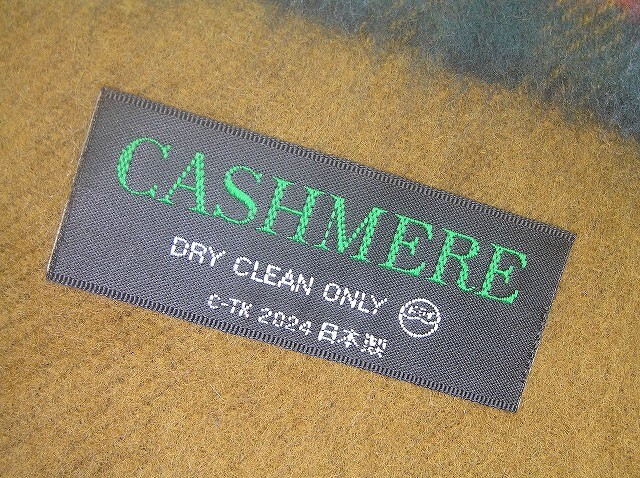 CASHMERE
DRY CLEAN ONLY
C-TK 2024 日本製